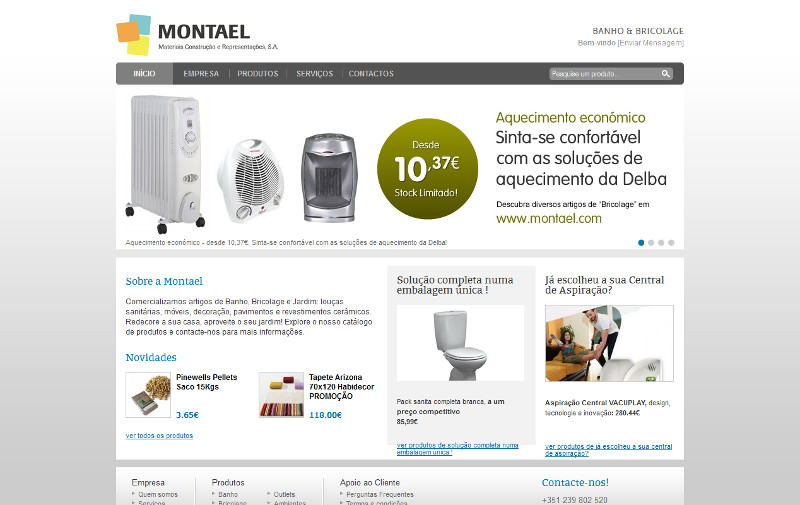 MONTAEL
Materiais Construção e Representações, S.A.
BANHO & BRICOLAGE
Bem-vindo [Enviar Mensagem]
INÍCIO
EMPRESA
PRODUTOS
SERVIÇOS
CONTACTOS
Pesquise um produto...
Desde
10,37€
Stock Limitado!
Aquecimento económico
Sinta-se confortável
com as soluções de
aquecimento da Delba
Descubra diversos artigos de "Bricolage" em
www.montael.com
Aquecimento económico - desde 10,37€. Sinta-se confortável com as soluções de aquecimento da Delba!
Sobre a Montael
Comercializamos artigos de Banho, Bricolage e Jardim: louças
sanitárias, móveis, decoração, pavimentos e revestimentos cerâmicos.
Redecore a sua casa, aproveite o seu jardim! Explore o nosso catálogo
de produtos e contacte-nos para mais informações.
Novidades
Pinewells Pellets
Saco 15Kgs
3.65€
Tapete Arizona
70x120 Habidecor
PROMOÇÃO
118.00€
ver todos os produtos
Solução completa numa
embalagem única !
Pack sanita completa branca, a um
preço competitivo
85,99€
ver produtos de solução completa numa
embalagem única !
Já escolheu a sua Central
de Aspiração?
Aspiração Central VACUPLAY, design,
tecnologia e inovação: 280.44€
ver produtos de já escolheu a sua central
de aspiração?
Empresa
Quem somos
Serviços
Produtos
Banho
Bricolage
Outlets
Ambientes
Apoio ao Cliente
Perguntas Frequentes
Termos e condições
Contacte-nos!
+351 239 802 520